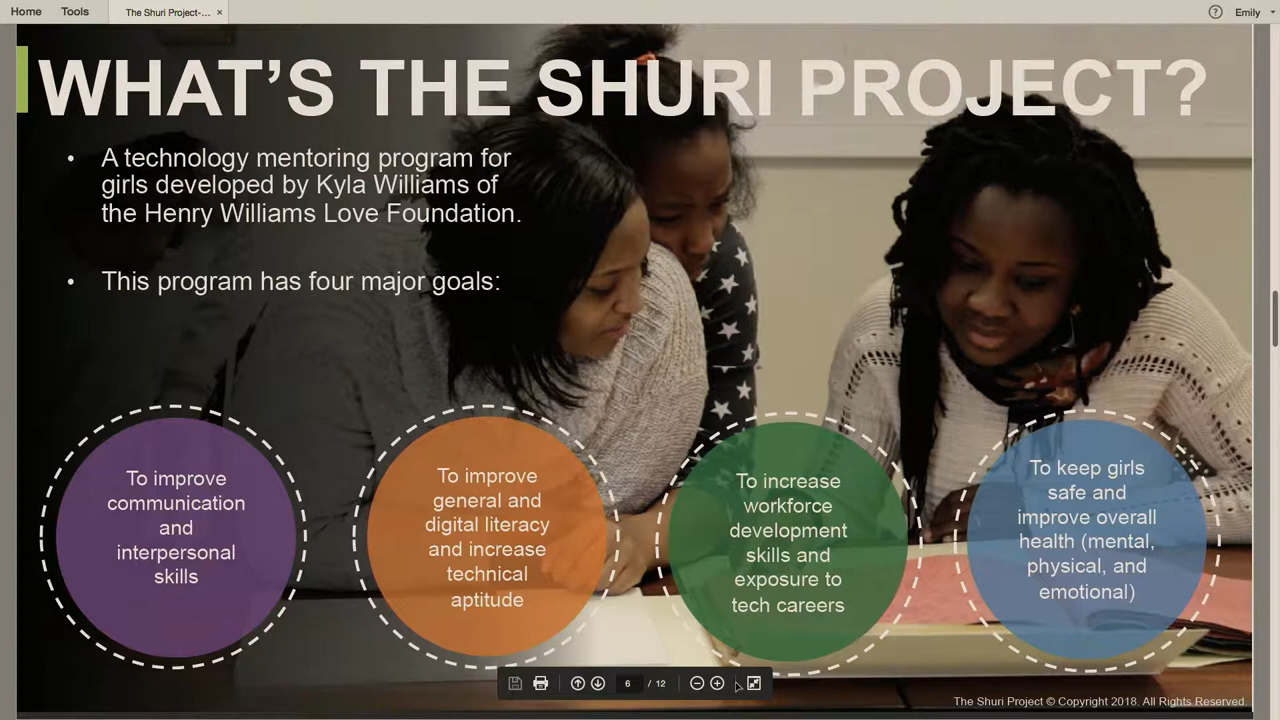 Home Tools The Shuri Project-... × ? Emily
WHAT'S THE SHURI PROJECT?
• A technology mentoring program for
girls developed by Kyla Williams of
the Henry Williams Love Foundation.
• This program has four major goals:
To improve
communication
and
interpersonal
skills
To improve
general and
digital literacy
and increase
technical
aptitude
To increase
workforce
development
skills and
exposure to
tech careers
To keep girls
safe and
improve overall
health (mental,
physical, and
emotional)
6 / 12
The Shuri Project © Copyright 2018. All Rights Reserved.